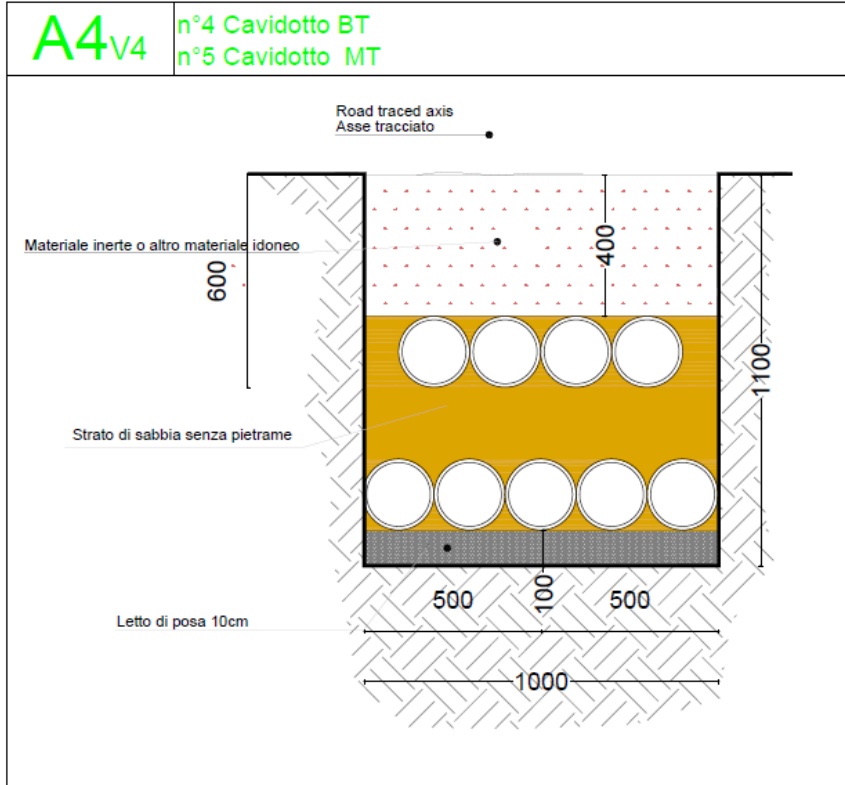 A4V4
n°4 Cavidotto BT
n°5 Cavidotto MT
Road traced axis
Asse tracciato
Materiale inerte o altro materiale idoneo
400
600
1100
Strato di sabbia senza pietrame
500
100
500
Letto di posa 10cm
1000